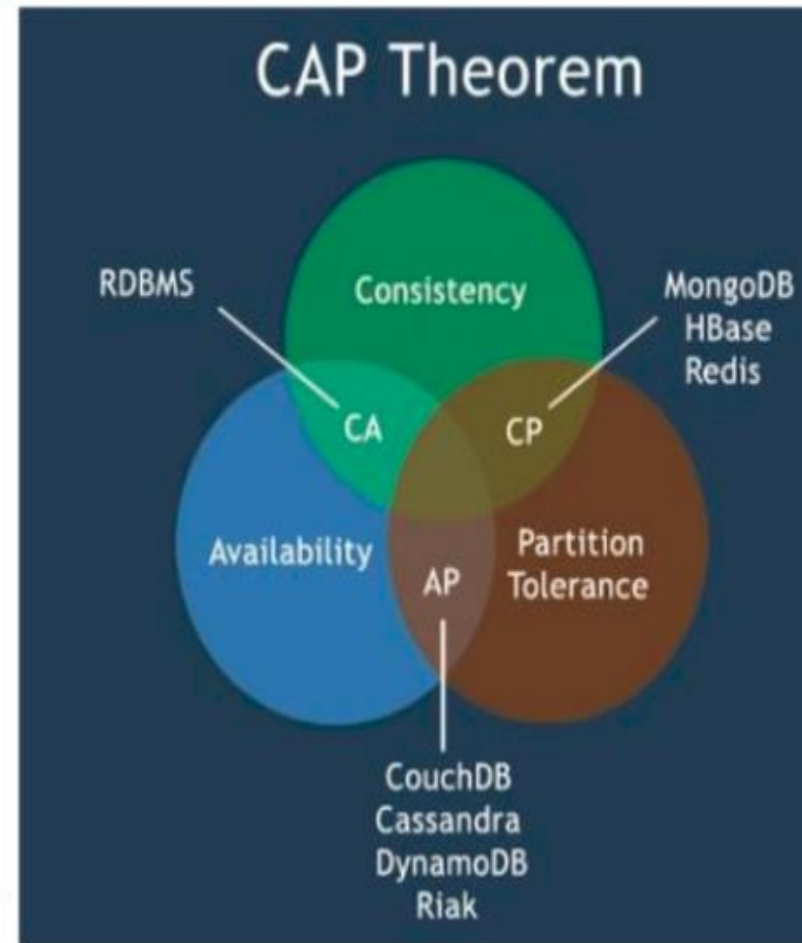 CAP Theorem
RDBMS
Consistency
MongoDB
HBase
Redis
CA
CP
Availability
Partition
Tolerance
AP
CouchDB
Cassandra
DynamoDB
Riak